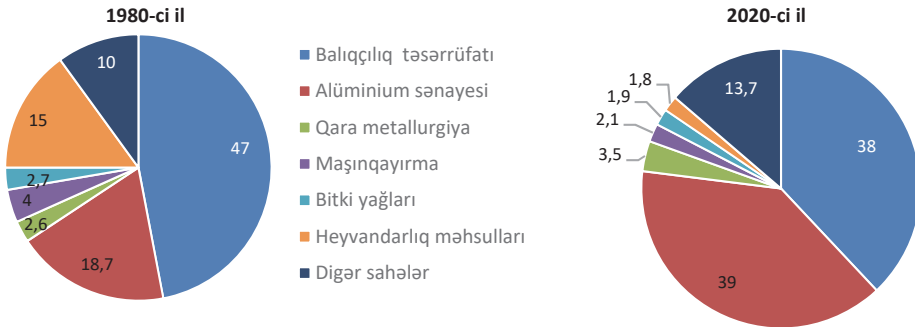 1980-ci il
10
15
47
2,7
4
2,6
18,7
Balıqçılıq təsərrüfatı
Alüminium sənayesi
Qara metallurgiya
Maşınqayırma
Bitki yağları
Heyvandarlıq məhsulları
Digər sahələr
2020-ci il
1,8
1,9
2,1
3,5
13,7
38
39